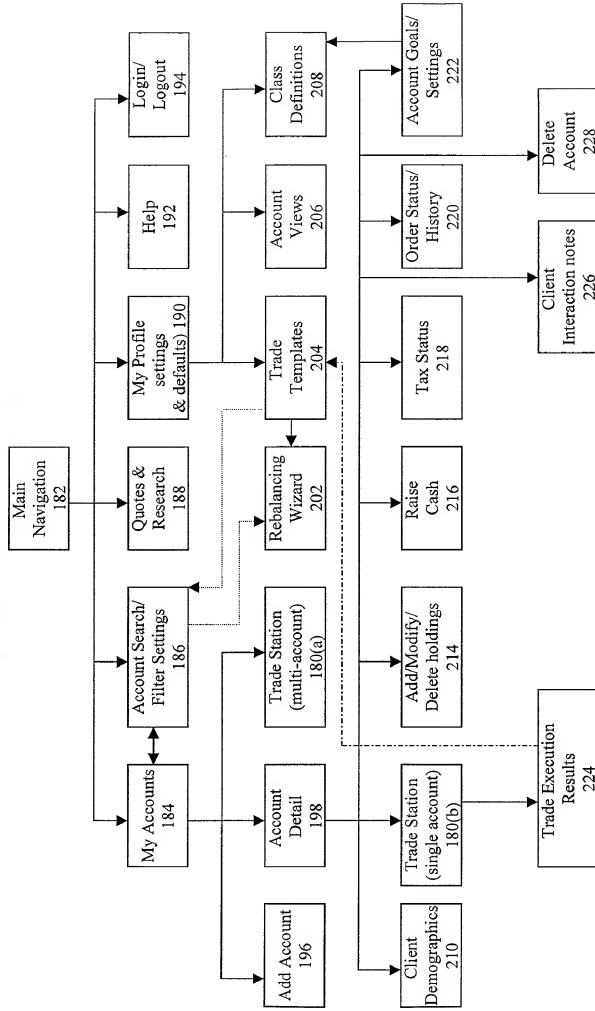 Main
Navigation
182
My Accounts
184
Account Search/
Filter Settings
186
Quotes &
Research
188
My Profile
settings
& defaults) 190
Help
192
Login/
Logout
194
Add Account
196
Account
Detail
198
Trade Station
(multi-account)
180(a)
Rebalancing
Wizard
202
Trade
Templates
204
Account
Views
206
Class
Definitions
208
Client
Demographics
210
Trade Station
(single account)
180(b)
Add/Modify/
Delete holdings
214
Raise
Cash
216
Tax Status
218
Order Status/
History
220
Account Goals/
Settings
222
Trade Execution
Results
224
Client
Interaction notes
226
Delete
Account
228